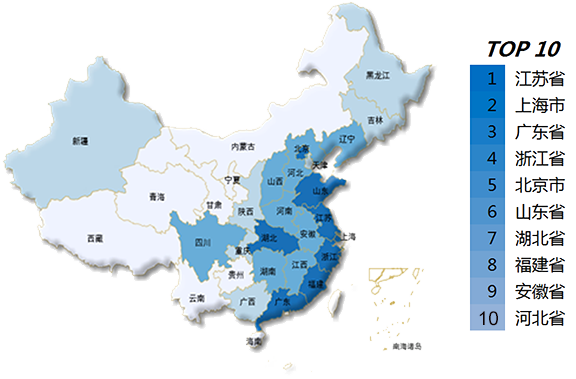 TOP 10
1 江苏省
2 上海市
3 广东省
4 浙江省
5 北京市
6 山东省
7 湖北省
8 福建省
9 安徽省
10 河北省
黑龙江
吉林
辽宁
新疆
内蒙古
北京
天津
河北
山西
山东
宁夏
青海
甘肃
陕西
河南
江苏
西藏
四川
重庆
湖北
安徽
上海
浙江
湖南
江西
福建
贵州
云南
广西
广东
海南
南海诸岛